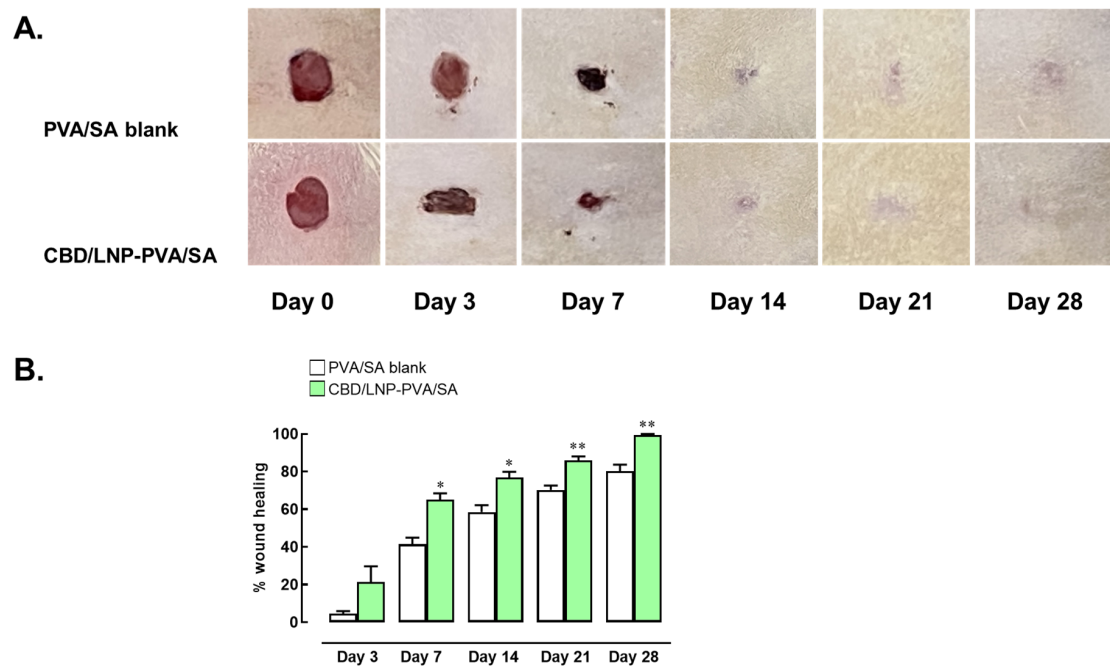 A.
PVA/SA blank
CBD/LNP-PVA/SA
Day 0 Day 3 Day 7 Day 14 Day 21 Day 28
B.
PVA/SA blank
CBD/LNP-PVA/SA
% wound healing
100
80
60
40
20
0
* * ** **
Day 3 Day 7 Day 14 Day 21 Day 28